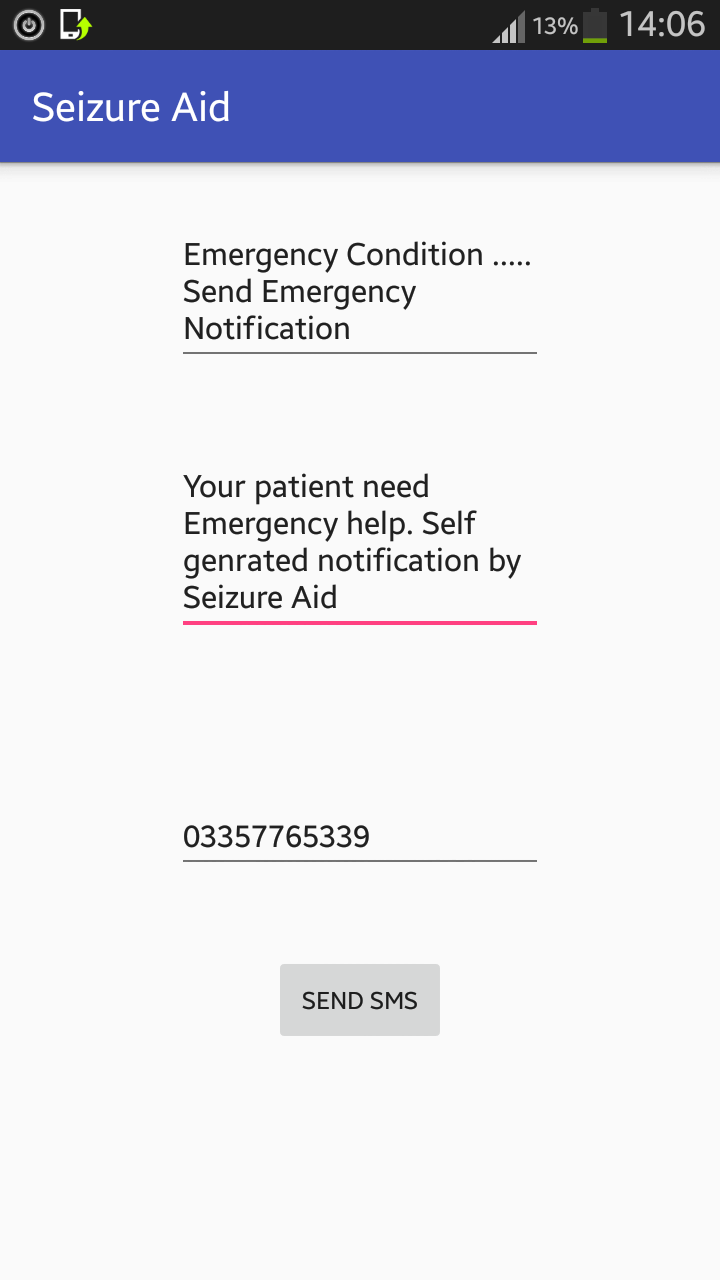 13% 14:06
Seizure Aid
Emergency Condition .....
Send Emergency
Notification
Your patient need
Emergency help. Self
genrated notification by
Seizure Aid
03357765339
SEND SMS